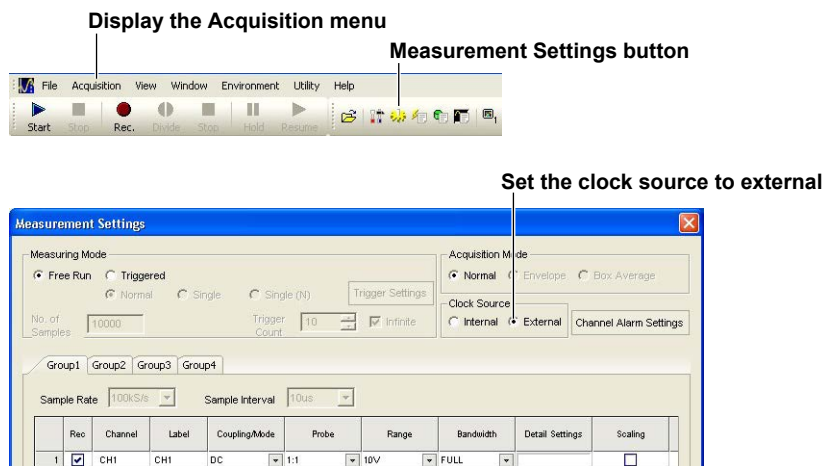 Display the Acquisition menu
Measurement Settings button
File Acquisition View Window Environment Utility Help
Start Stop Rec. Divide Stop Hold Resume
Set the clock source to external
Measurement Settings
Measuring Mode Acquisition Mode
Free Run Triggered Normal Envelope Box Average
Normal Single Single (N) Trigger Settings
Clock Source
No. of Samples 10000 Trigger Count 10 Infinite Internal External Channel Alarm Settings
Group1 Group2 Group3 Group4
Sample Rate 100kS/s Sample Interval 10us
Rec Channel Label Coupling/Mode Probe Range Bandwidth Detail Settings Scaling
1 CH1 CH1 DC 1:1 10V FULL